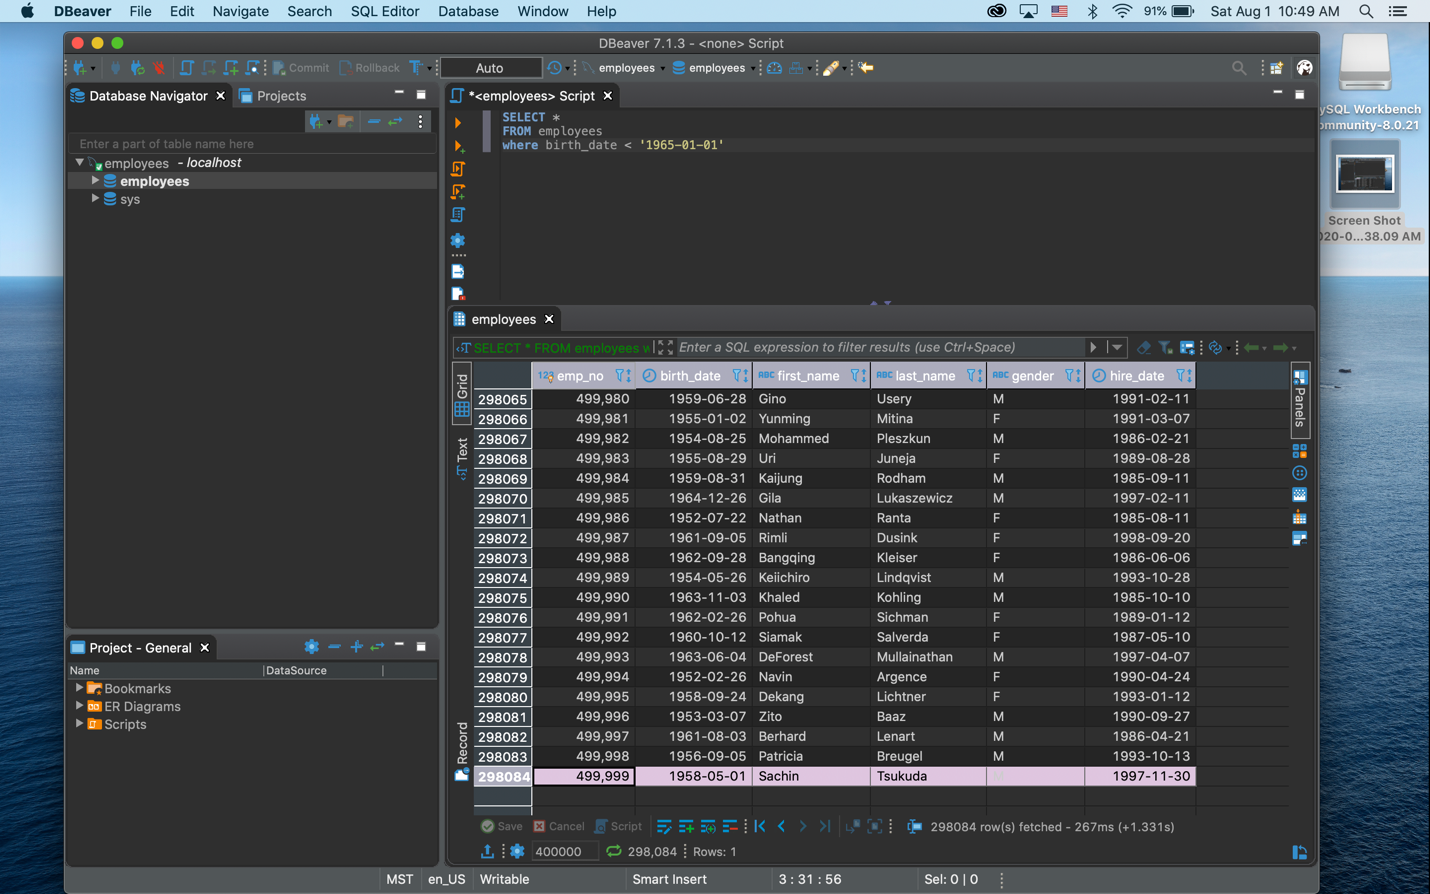 DBeaver File Edit Navigate Search SQL Editor Database Window Help 91% Sat Aug 1 10:49 AM
DBeaver 7.1.3 - <none> Script
Commit Rollback Auto employees employees
Database Navigator Projects
*<employees> Script
Enter a part of table name here
employees - localhost
employees
sys
SELECT *
FROM employees
where birth_date < '1965-01-01'
Workbench
8.0.21
Screen Shot
020-0...38.09 AM
employees
SELECT * FROM employees w Enter a SQL expression to filter results (use Ctrl+Space)
Grid
Text
Record
Panels
123 emp_no birth_date ABC first_name ABC last_name ABC gender hire_date
298065 499,980 1959-06-28 Gino Usery M 1991-02-11
298066 499,981 1955-01-02 Yunming Mitina F 1991-03-07
298067 499,982 1954-08-25 Mohammed Pleszkun M 1986-02-21
298068 499,983 1955-08-29 Uri Juneja F 1989-08-28
298069 499,984 1959-08-31 Kaijung Rodham M 1985-09-11
298070 499,985 1964-12-26 Gila Lukaszewicz M 1997-02-11
298071 499,986 1952-07-22 Nathan Ranta F 1985-08-11
298072 499,987 1961-09-05 Rimli Dusink F 1998-09-20
298073 499,988 1962-09-28 Bangqing Kleiser F 1986-06-06
298074 499,989 1954-05-26 Keiichiro Lindqvist M 1993-10-28
298075 499,990 1963-11-03 Khaled Kohling M 1985-10-10
298076 499,991 1962-02-26 Pohua Sichman F 1989-01-12
298077 499,992 1960-10-12 Siamak Salverda F 1987-05-10
298078 499,993 1963-06-04 DeForest Mullainathan M 1997-04-07
298079 499,994 1952-02-26 Navin Argence F 1990-04-24
298080 499,995 1958-09-24 Dekang Lichtner F 1993-01-12
298081 499,996 1953-03-07 Zito Baaz M 1990-09-27
298082 499,997 1961-08-03 Berhard Lenart M 1986-04-21
298083 499,998 1956-09-05 Patricia Breugel M 1993-10-13
298084 499,999 1958-05-01 Sachin Tsukuda M 1997-11-30
Project - General
Name DataSource
Bookmarks
ER Diagrams
Scripts
Save Cancel Script 298084 row(s) fetched - 267ms (+1.331s)
400000 298,084 Rows: 1
MST en_US Writable Smart Insert 3 : 31 : 56 Sel: 0 | 0